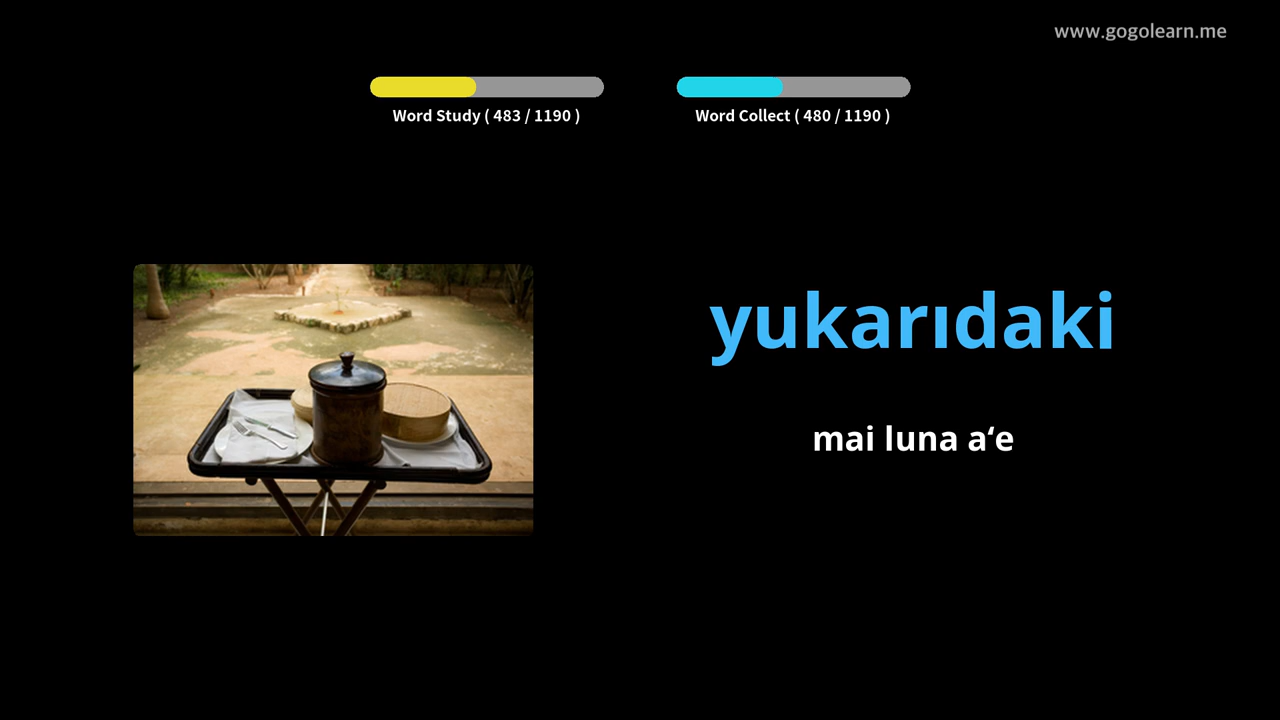 www.gogolearn.me
Word Study ( 483 / 1190 )
Word Collect ( 480 / 1190 )
yukarıdaki
mai luna aʻe